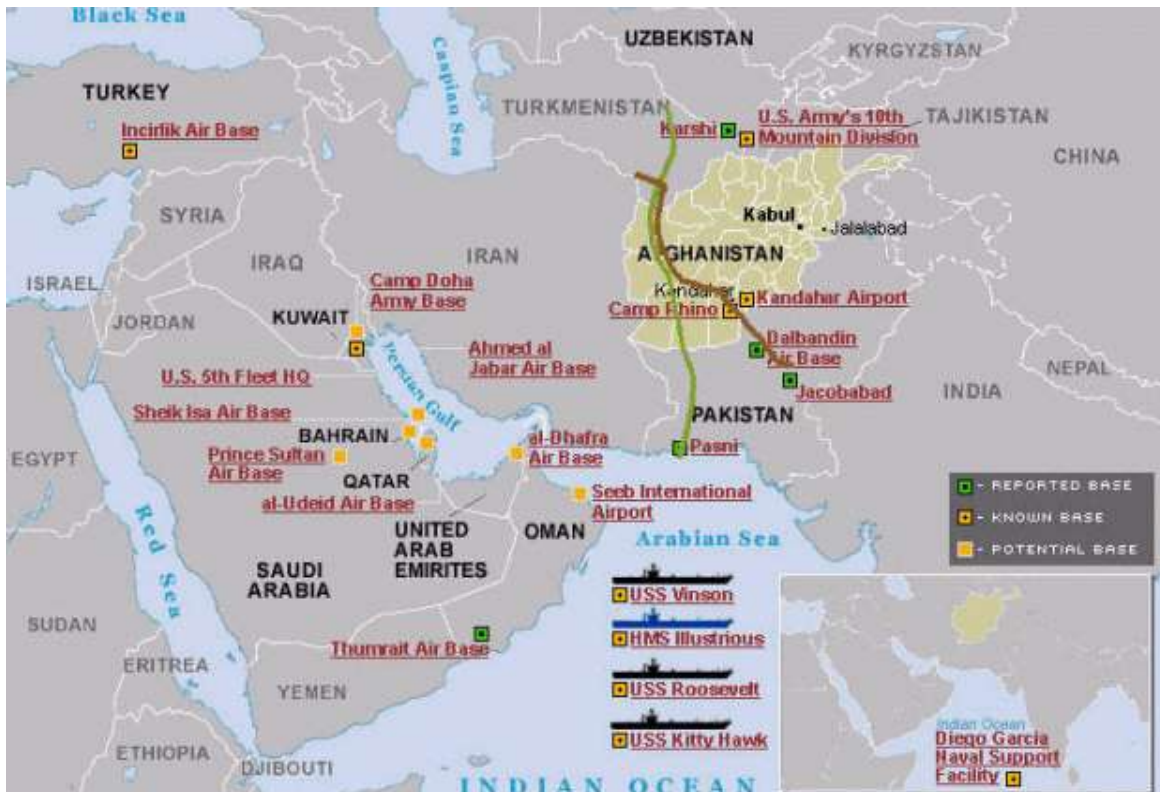 Black Sea
Caspian Sea
UZBEKISTAN
KYRGYZSTAN
TURKEY
TURKMENISTAN
Incirlik Air Base
Karshi
U.S. Army's 10th
Mountain Division
TAJIKISTAN
CHINA
SYRIA
Kabul
Jalalabad
IRAQ
IRAN
AFGHANISTAN
ISRAEL
Camp Doha
Army Base
Kandahar
Kandahar Airport
JORDAN
KUWAIT
Camp Rhino
Dalbandin
Air Base
Ahmed al
Jabar Air Base
U.S. 5th Fleet HQ
Persian Gulf
Jacobabad
INDIA
NEPAL
Sheik Isa Air Base
PAKISTAN
BAHRAIN
al-Dhafra
Air Base
Pasni
EGYPT
Prince Sultan
Air Base
QATAR
al-Udeid Air Base
Seeb International
Airport
- REPORTED BASE
- KNOWN BASE
- POTENTIAL BASE
Red Sea
UNITED
ARAB
EMIRITES
OMAN
Arabian Sea
SAUDI
ARABIA
USS Vinson
SUDAN
HMS Illustrious
Thumrait Air Base
ERITREA
YEMEN
USS Roosevelt
USS Kitty Hawk
Indian Ocean
Diego Garcia
Naval Support
Facility
ETHIOPIA
DJIBOUTI
INDIAN OCEAN